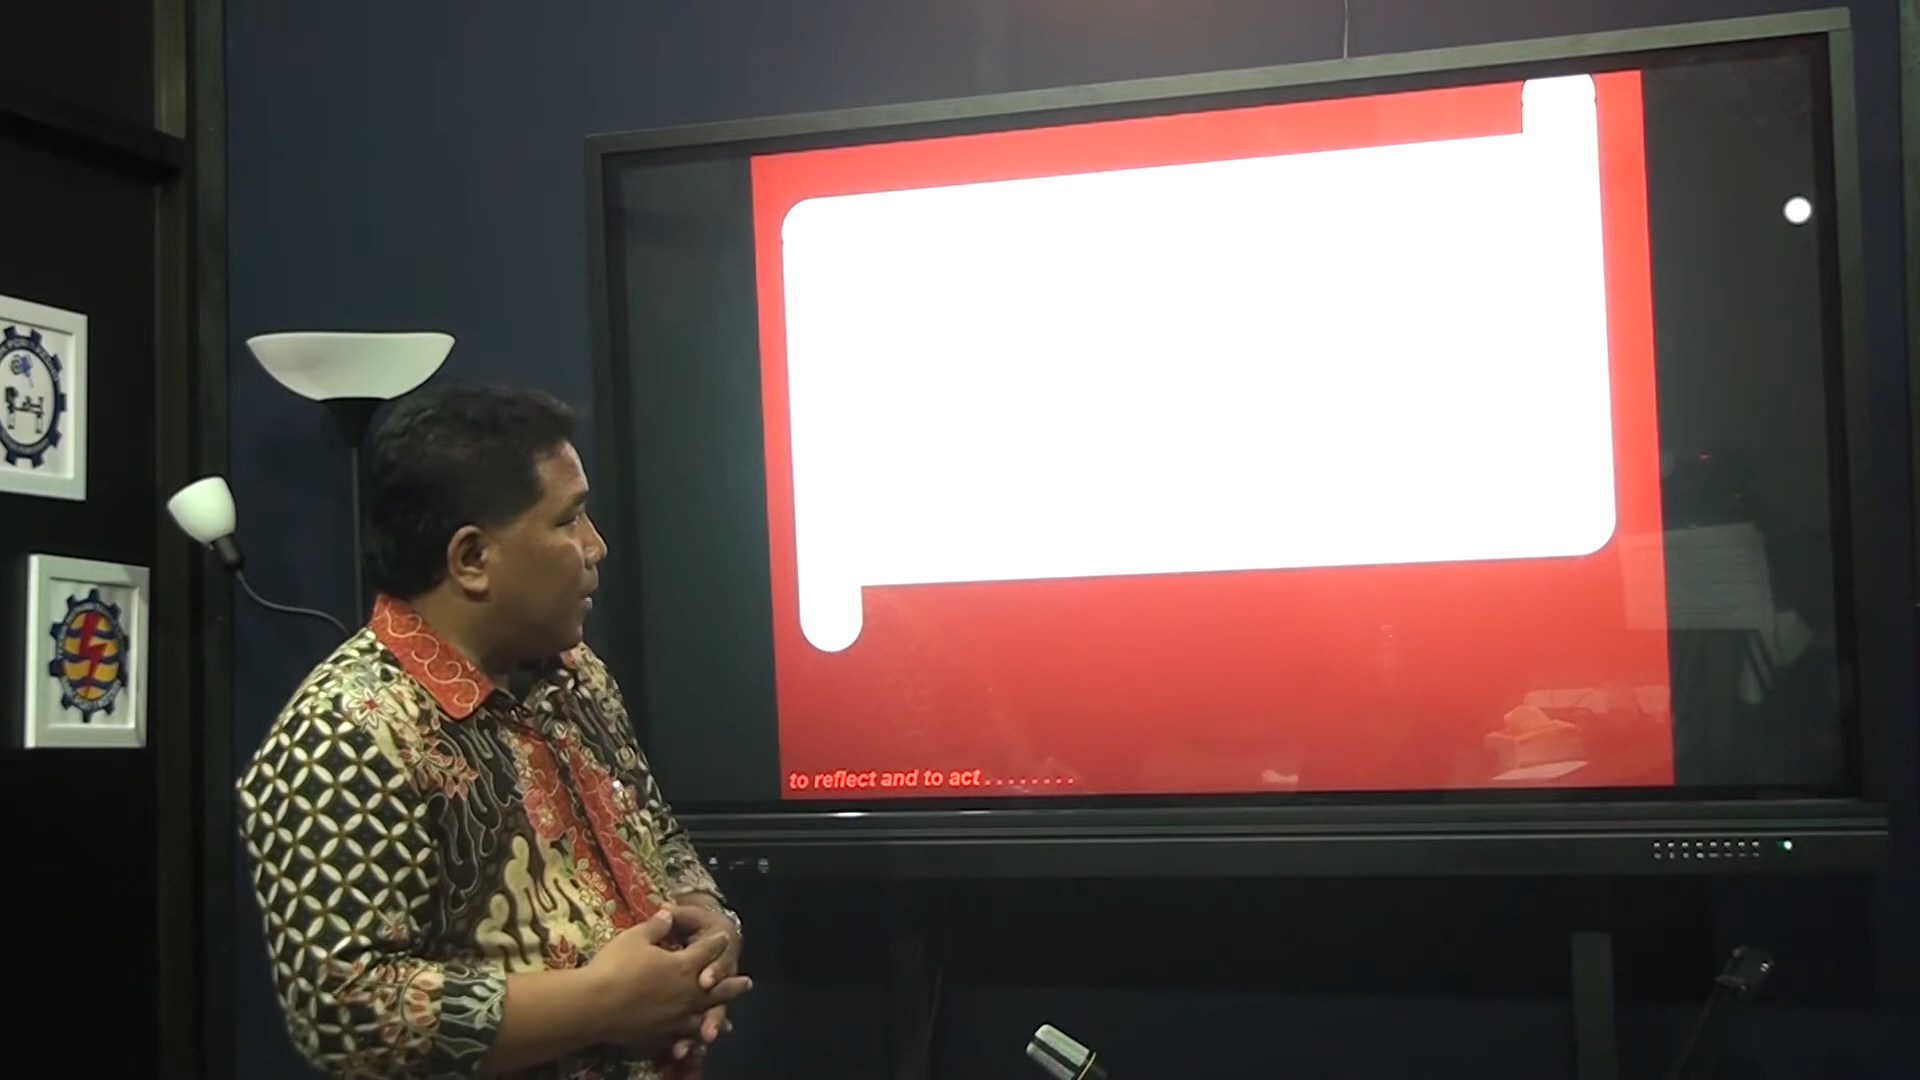 to reflect and to act ........